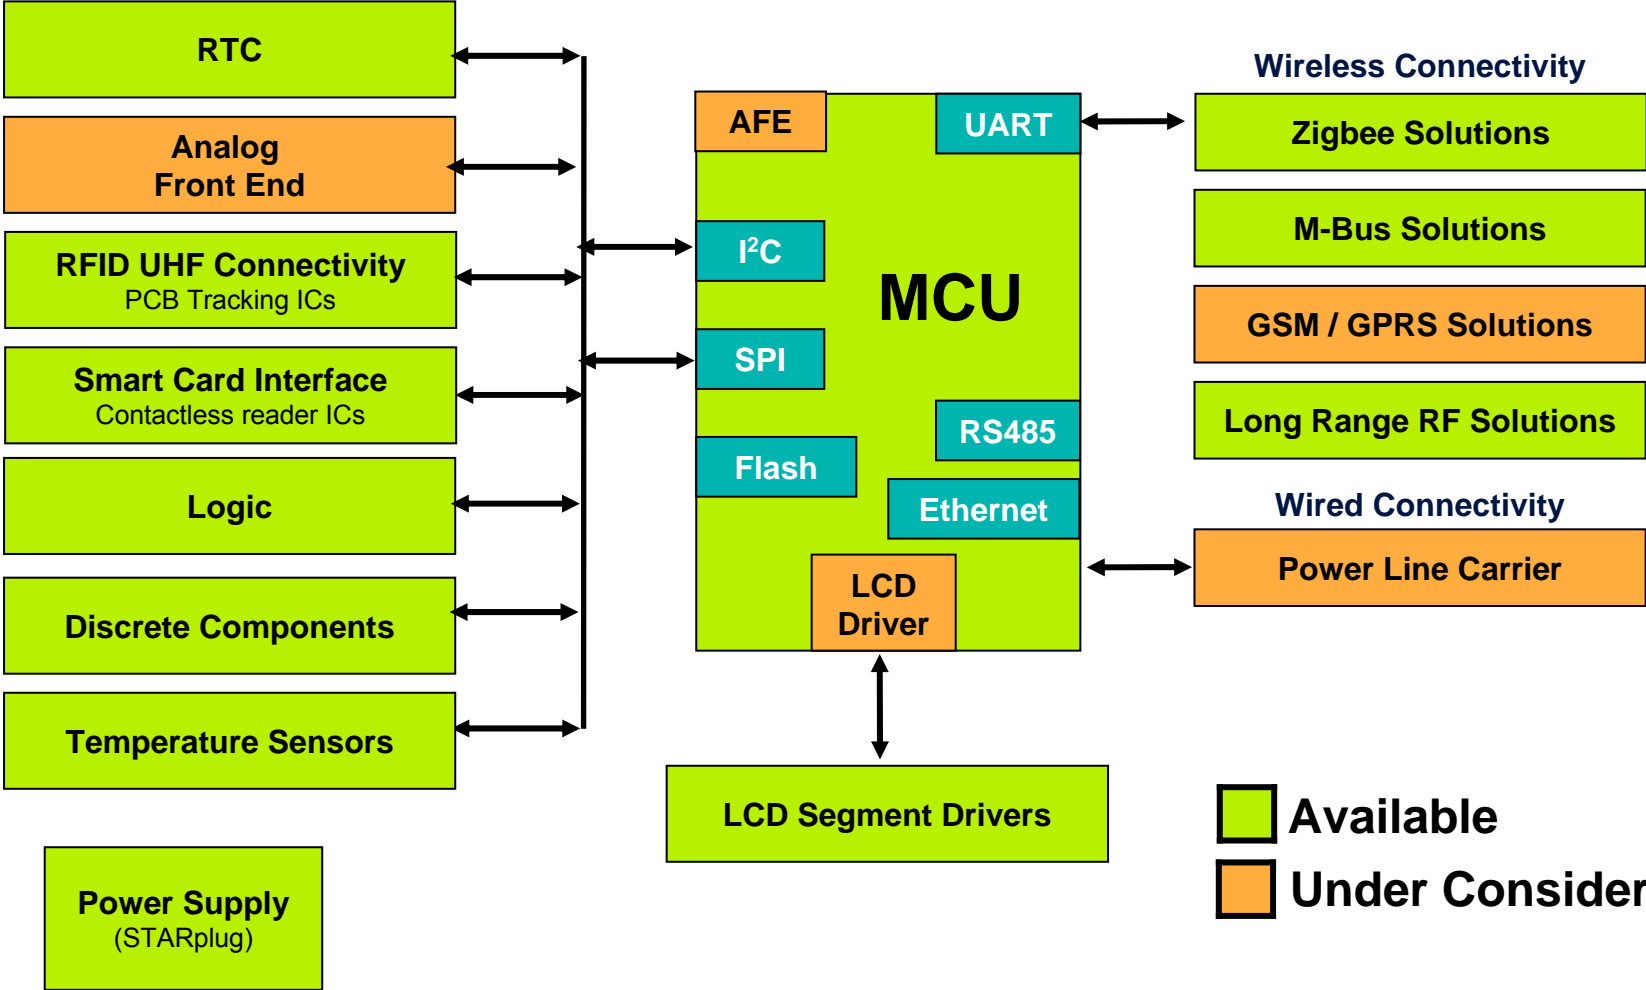 RTC
Analog
Front End
RFID UHF Connectivity
PCB Tracking ICs
Smart Card Interface
Contactless reader ICs
Logic
Discrete Components
Temperature Sensors
Power Supply
(STARplug)
AFE
UART
I²C
MCU
SPI
RS485
Flash
Ethernet
LCD
Driver
LCD Segment Drivers
Wireless Connectivity
Zigbee Solutions
M-Bus Solutions
GSM / GPRS Solutions
Long Range RF Solutions
Wired Connectivity
Power Line Carrier
Available
Under Consider